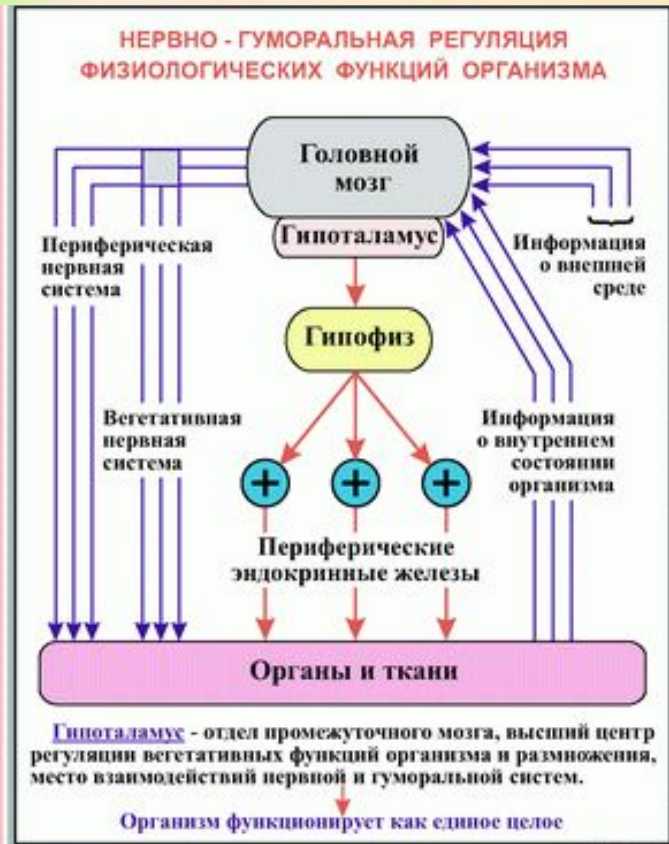 НЕРВНО - ГУМОРАЛЬНАЯ РЕГУЛЯЦИЯ
ФИЗИОЛОГИЧЕСКИХ ФУНКЦИЙ ОРГАНИЗМА
Головной
мозг
Гипоталамус
Периферическая
нервная
система
Информация
о внешней
среде
Гипофиз
Вегетативная
нервная
система
Информация
о внутреннем
состоянии
организма
+ + +
Периферические
эндокринные железы
Органы и ткани
Гипоталамус - отдел промежуточного мозга, высший центр
регуляции вегетативных функций организма и размножения,
место взаимодействий нервной и гуморальной систем.
Организм функционирует как единое целое